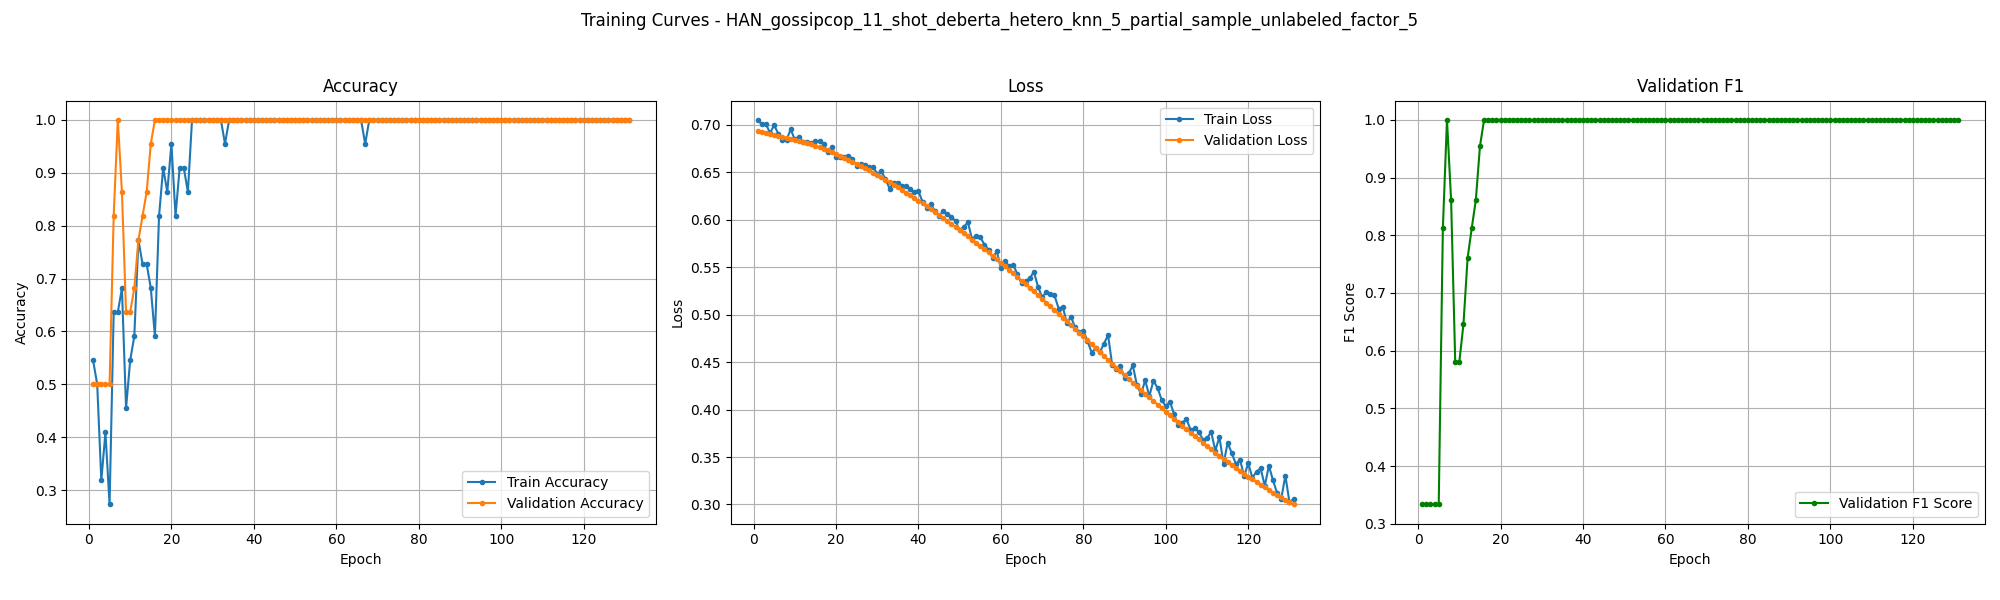 Training Curves - HAN_gossipcop_11_shot_deberta_hetero_knn_5_partial_sample_unlabeled_factor_5
Accuracy
Accuracy
1.0
0.9
0.8
0.7
0.6
0.5
0.4
0.3
0 20 40 60 80 100 120
Epoch
Train Accuracy
Validation Accuracy
Loss
Loss
0.70
0.65
0.60
0.55
0.50
0.45
0.40
0.35
0.30
0 20 40 60 80 100 120
Epoch
Train Loss
Validation Loss
Validation F1
F1 Score
1.0
0.9
0.8
0.7
0.6
0.5
0.4
0.3
0 20 40 60 80 100 120
Epoch
Validation F1 Score